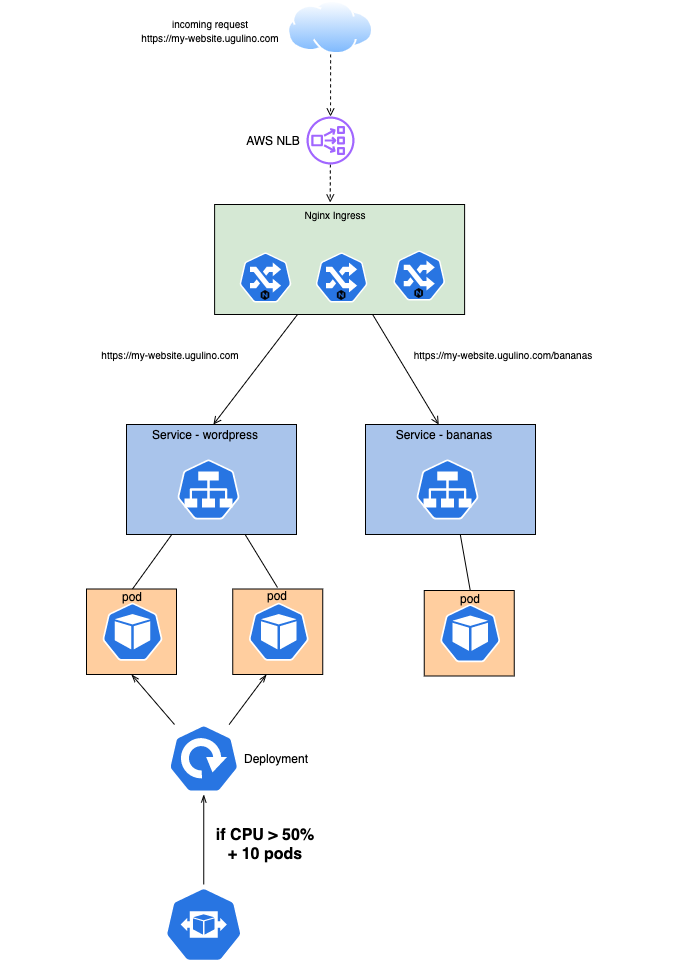 incoming request
https://my-website.ugulino.com
AWS NLB
Nginx Ingress
N
N
N
https://my-website.ugulino.com
https://my-website.ugulino.com/bananas
Service - wordpress
Service - bananas
pod
pod
pod
Deployment
if CPU > 50%
+ 10 pods